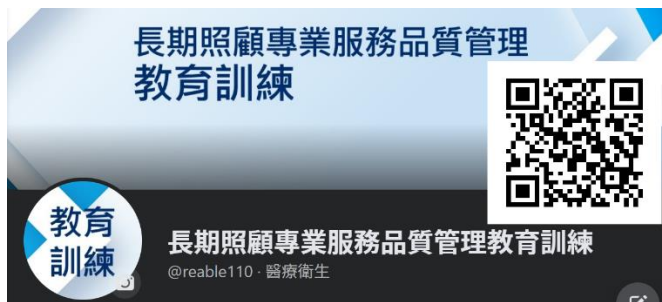 長期照顧專業服務品質管理
教育訓練
教育
訓練
長期照顧專業服務品質管理教育訓練
@reable110 · 醫療衛生